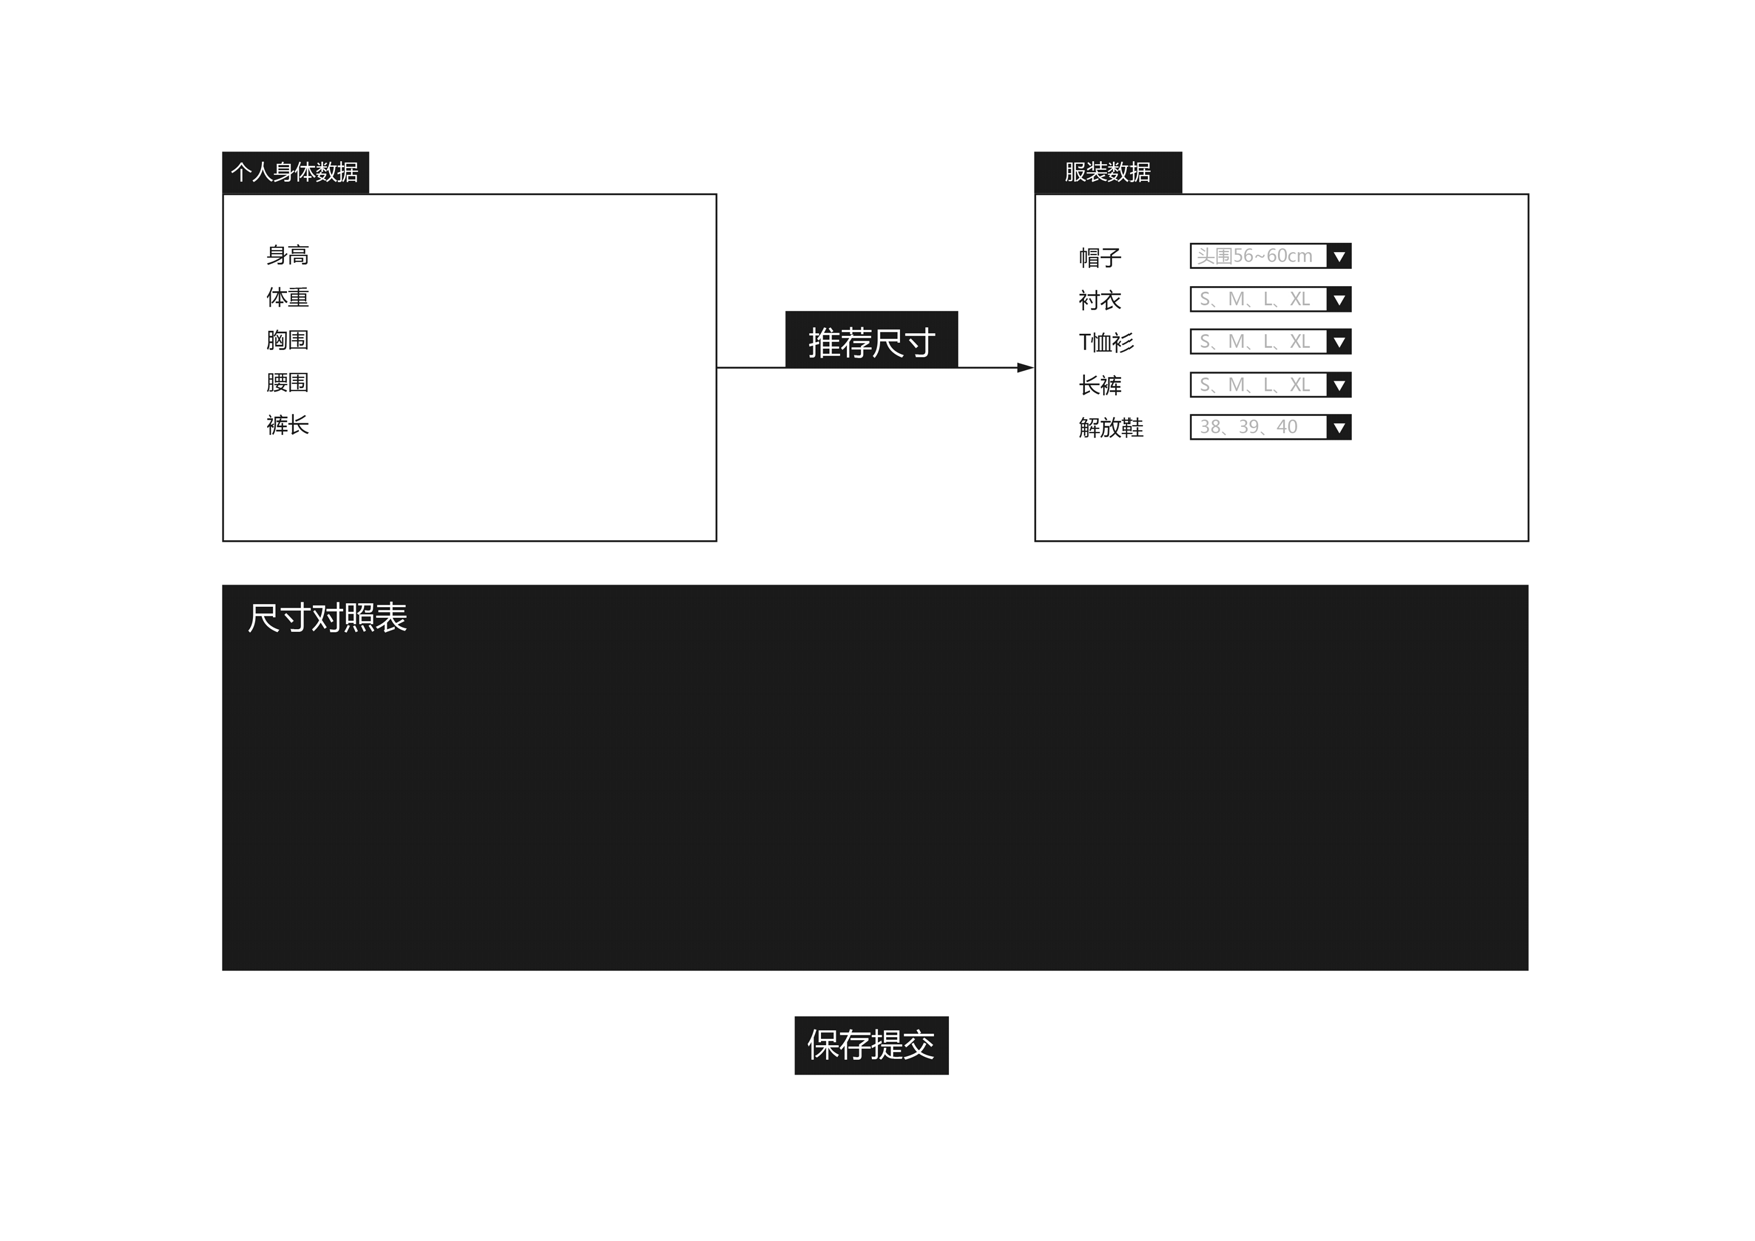 个人身体数据
身高
体重
胸围
腰围
裤长
推荐尺寸
服装数据
帽子 头围56~60cm
衬衣 S、M、L、XL
T恤衫 S、M、L、XL
长裤 S、M、L、XL
解放鞋 38、39、40
尺寸对照表
保存提交